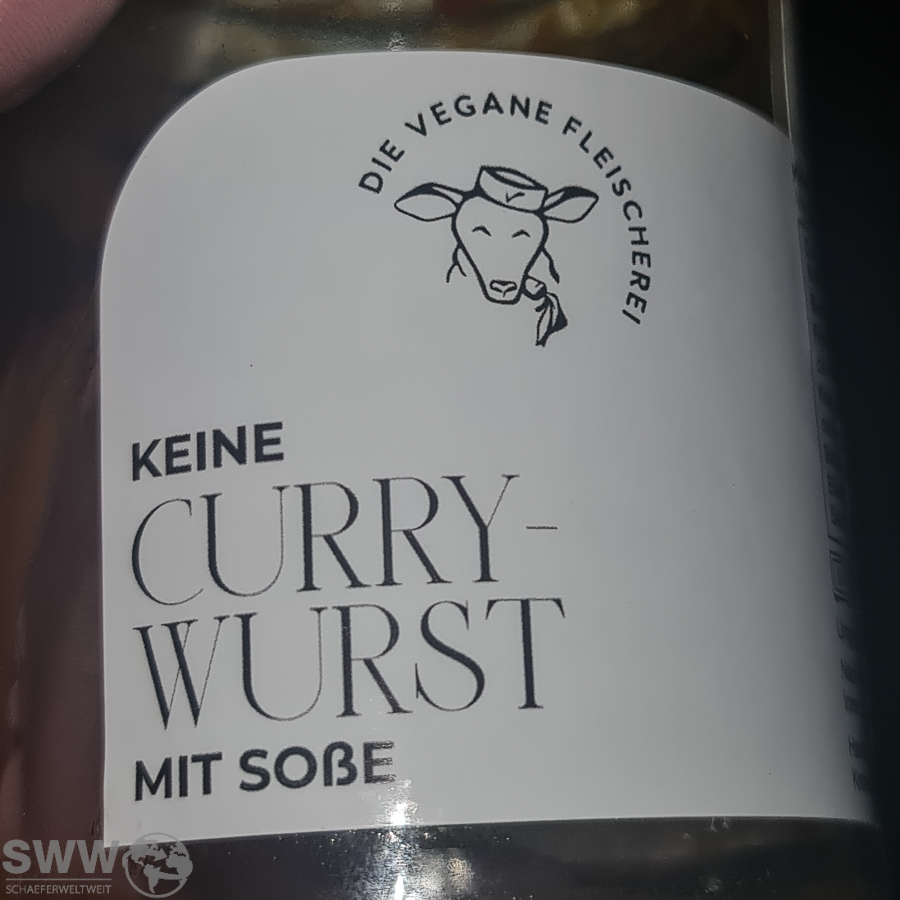 DIE VEGANE FLEISCHEREI
KEINE
CURRY-
WURST
MIT SOßE
SWW
SCHAEFERWELTWEIT